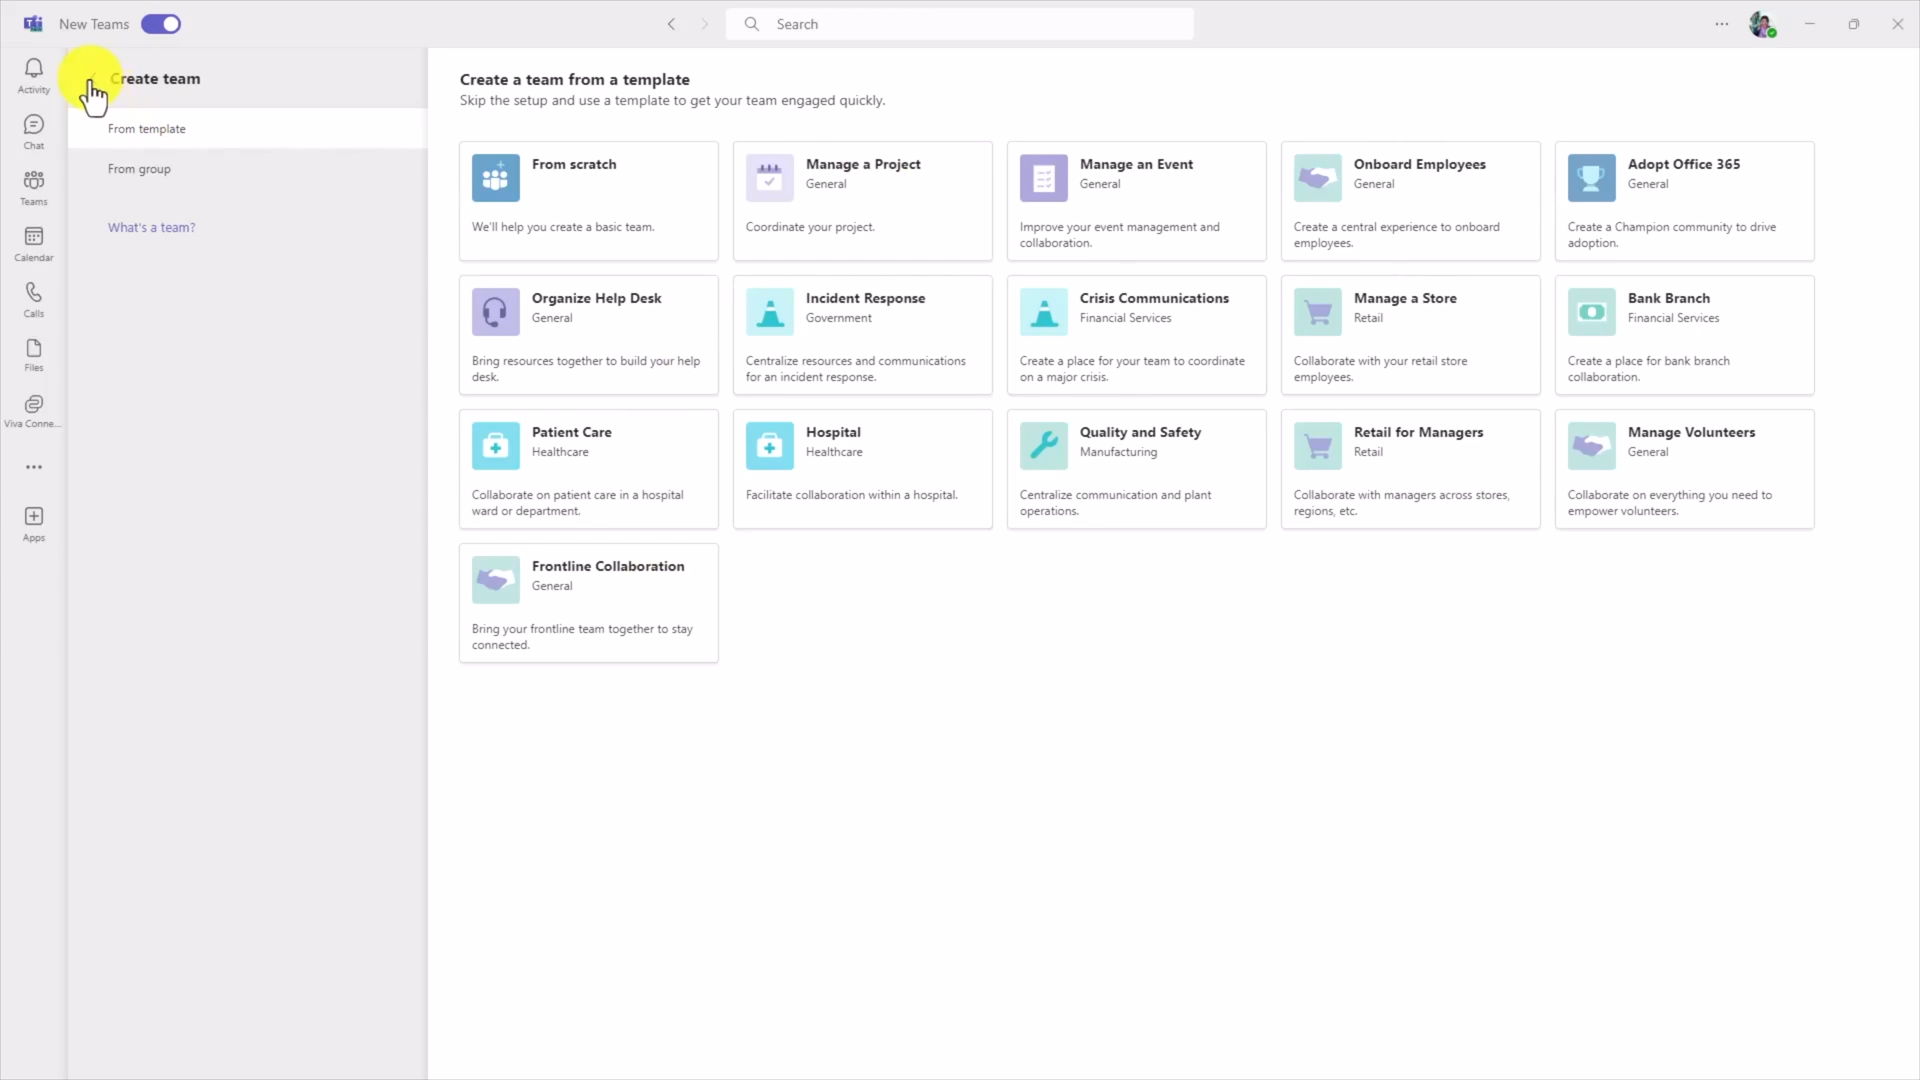 New Teams
Search
Activity
Chat
Teams
Calendar
Calls
Files
Viva Conne...
Apps
Create team
From template
From group
What's a team?
Create a team from a template
Skip the setup and use a template to get your team engaged quickly.
From scratch
We'll help you create a basic team.
Manage a Project
General
Coordinate your project.
Manage an Event
General
Improve your event management and
collaboration.
Onboard Employees
General
Create a central experience to onboard
employees.
Adopt Office 365
General
Create a Champion community to drive
adoption.
Organize Help Desk
General
Bring resources together to build your help
desk.
Incident Response
Government
Centralize resources and communications
for an incident response.
Crisis Communications
Financial Services
Create a place for your team to coordinate
on a major crisis.
Manage a Store
Retail
Collaborate with your retail store
employees.
Bank Branch
Financial Services
Create a place for bank branch
collaboration.
Patient Care
Healthcare
Collaborate on patient care in a hospital
ward or department.
Hospital
Healthcare
Facilitate collaboration within a hospital.
Quality and Safety
Manufacturing
Centralize communication and plant
operations.
Retail for Managers
Retail
Collaborate with managers across stores,
regions, etc.
Manage Volunteers
General
Collaborate on everything you need to
empower volunteers.
Frontline Collaboration
General
Bring your frontline team together to stay
connected.